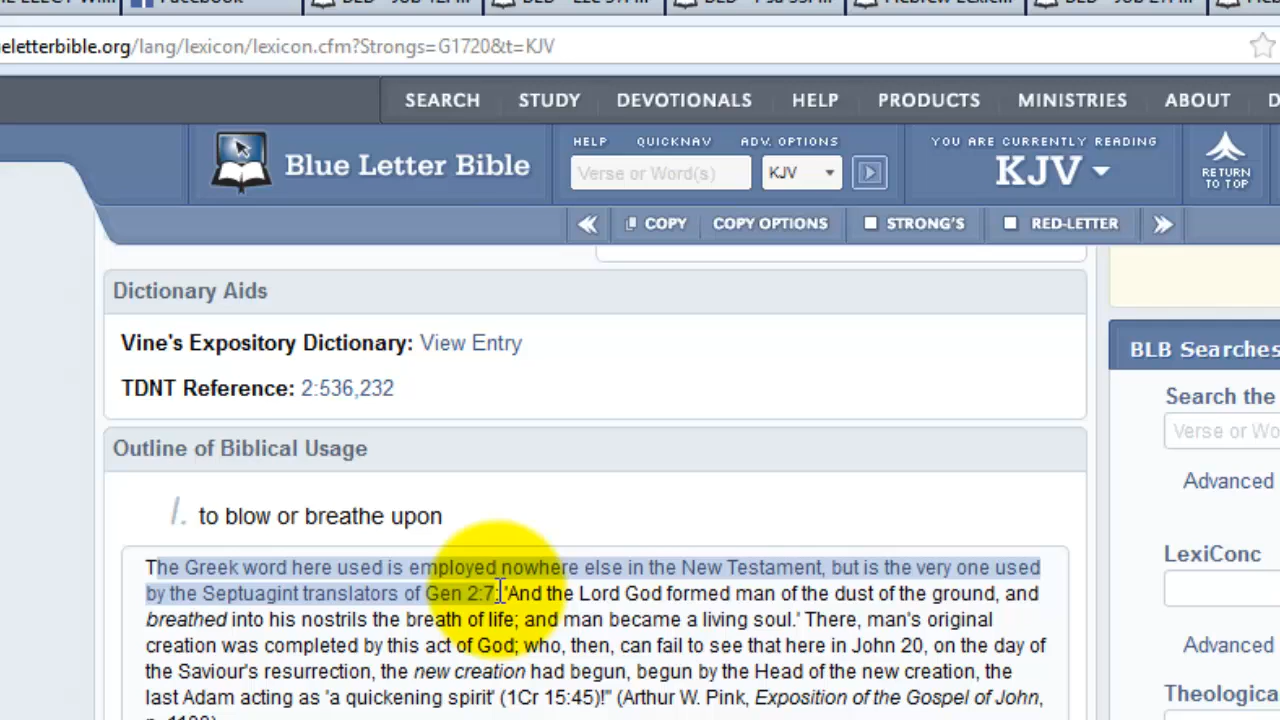 Facebook
eletterbible.org/lang/lexicon/lexicon.cfm?Strongs=G1720&t=KJV
SEARCH STUDY DEVOTIONALS HELP PRODUCTS MINISTRIES ABOUT D
Blue Letter Bible
HELP QUICKNAV ADV. OPTIONS
Verse or Word(s) KJV
YOU ARE CURRENTLY READING
KJV
RETURN
TO TOP
COPY COPY OPTIONS STRONG'S RED-LETTER
Dictionary Aids
Vine's Expository Dictionary: View Entry
TDNT Reference: 2:536,232
Outline of Biblical Usage
I. to blow or breathe upon
The Greek word here used is employed nowhere else in the New Testament, but is the very one used
by the Septuagint translators of Gen 2:7: 'And the Lord God formed man of the dust of the ground, and
breathed into his nostrils the breath of life; and man became a living soul.' There, man's original
creation was completed by this act of God; who, then, can fail to see that here in John 20, on the day of
the Saviour's resurrection, the new creation had begun, begun by the Head of the new creation, the
last Adam acting as 'a quickening spirit' (1Cr 15:45)!" (Arthur W. Pink, Exposition of the Gospel of John,
BLB Searches
Search the
Verse or Wo
Advanced
LexiConc
Advanced
Theologica